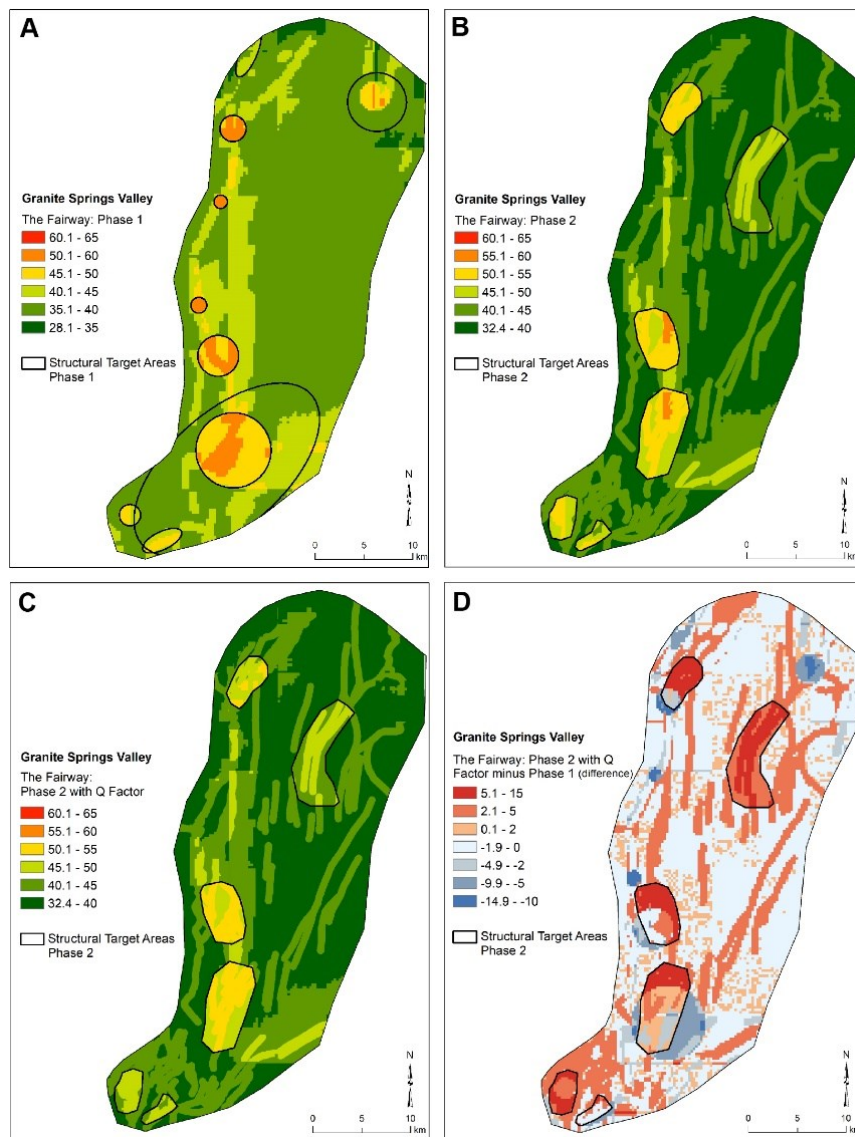 A
Granite Springs Valley
The Fairway: Phase 1
60.1 - 65
50.1 - 60
45.1 - 50
40.1 - 45
35.1 - 40
28.1 - 35
Structural Target Areas
Phase 1
N
0 5 10
km
B
Granite Springs Valley
The Fairway: Phase 2
60.1 - 65
55.1 - 60
50.1 - 55
45.1 - 50
40.1 - 45
32.4 - 40
Structural Target Areas
Phase 2
N
0 5 10
km
C
Granite Springs Valley
The Fairway:
Phase 2 with Q Factor
60.1 - 65
55.1 - 60
50.1 - 55
45.1 - 50
40.1 - 45
32.4 - 40
Structural Target Areas
Phase 2
N
0 5 10
km
D
Granite Springs Valley
The Fairway: Phase 2 with Q
Factor minus Phase 1 (difference)
5.1 - 15
2.1 - 5
0.1 - 2
-1.9 - 0
-4.9 - -2
-9.9 - -5
-14.9 - -10
Structural Target Areas
Phase 2
N
0 5 10
km